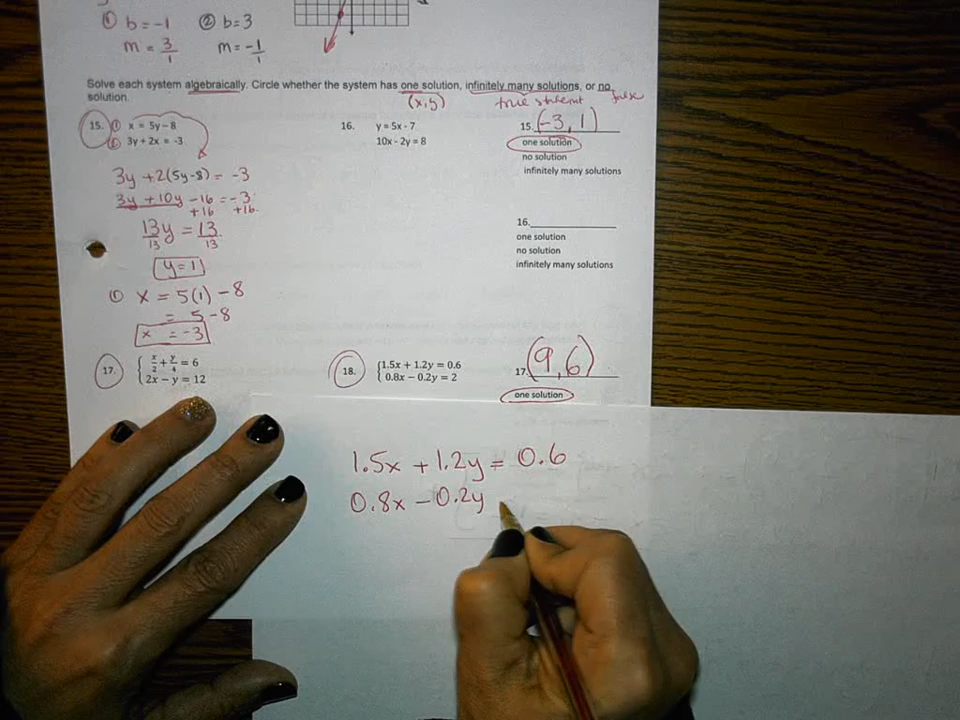 ① b = -1 ② b = 3
m = 3/1 m = -1/1
Solve each system algebraically. Circle whether the system has one solution, infinitely many solutions, or no
solution.
(x,y) true statement false
15. ① x = 5y – 8
② 3y + 2x = -3
16. y = 5x - 7
10x - 2y = 8
15. (-3, 1)
one solution
no solution
infinitely many solutions
3y + 2(5y-8) = -3
3y + 10y - 16 = -3
+16 +16
13y = 13
13 13
y = 1
① x = 5(1) - 8
= 5 - 8
x = -3
16.
one solution
no solution
infinitely many solutions
17. x/2 + y/4 = 6
2x − y = 12
18. 1.5x + 1.2y = 0.6
0.8x − 0.2y = 2
17. (9, 6)
one solution
1.5x + 1.2y = 0.6
0.8x - 0.2y